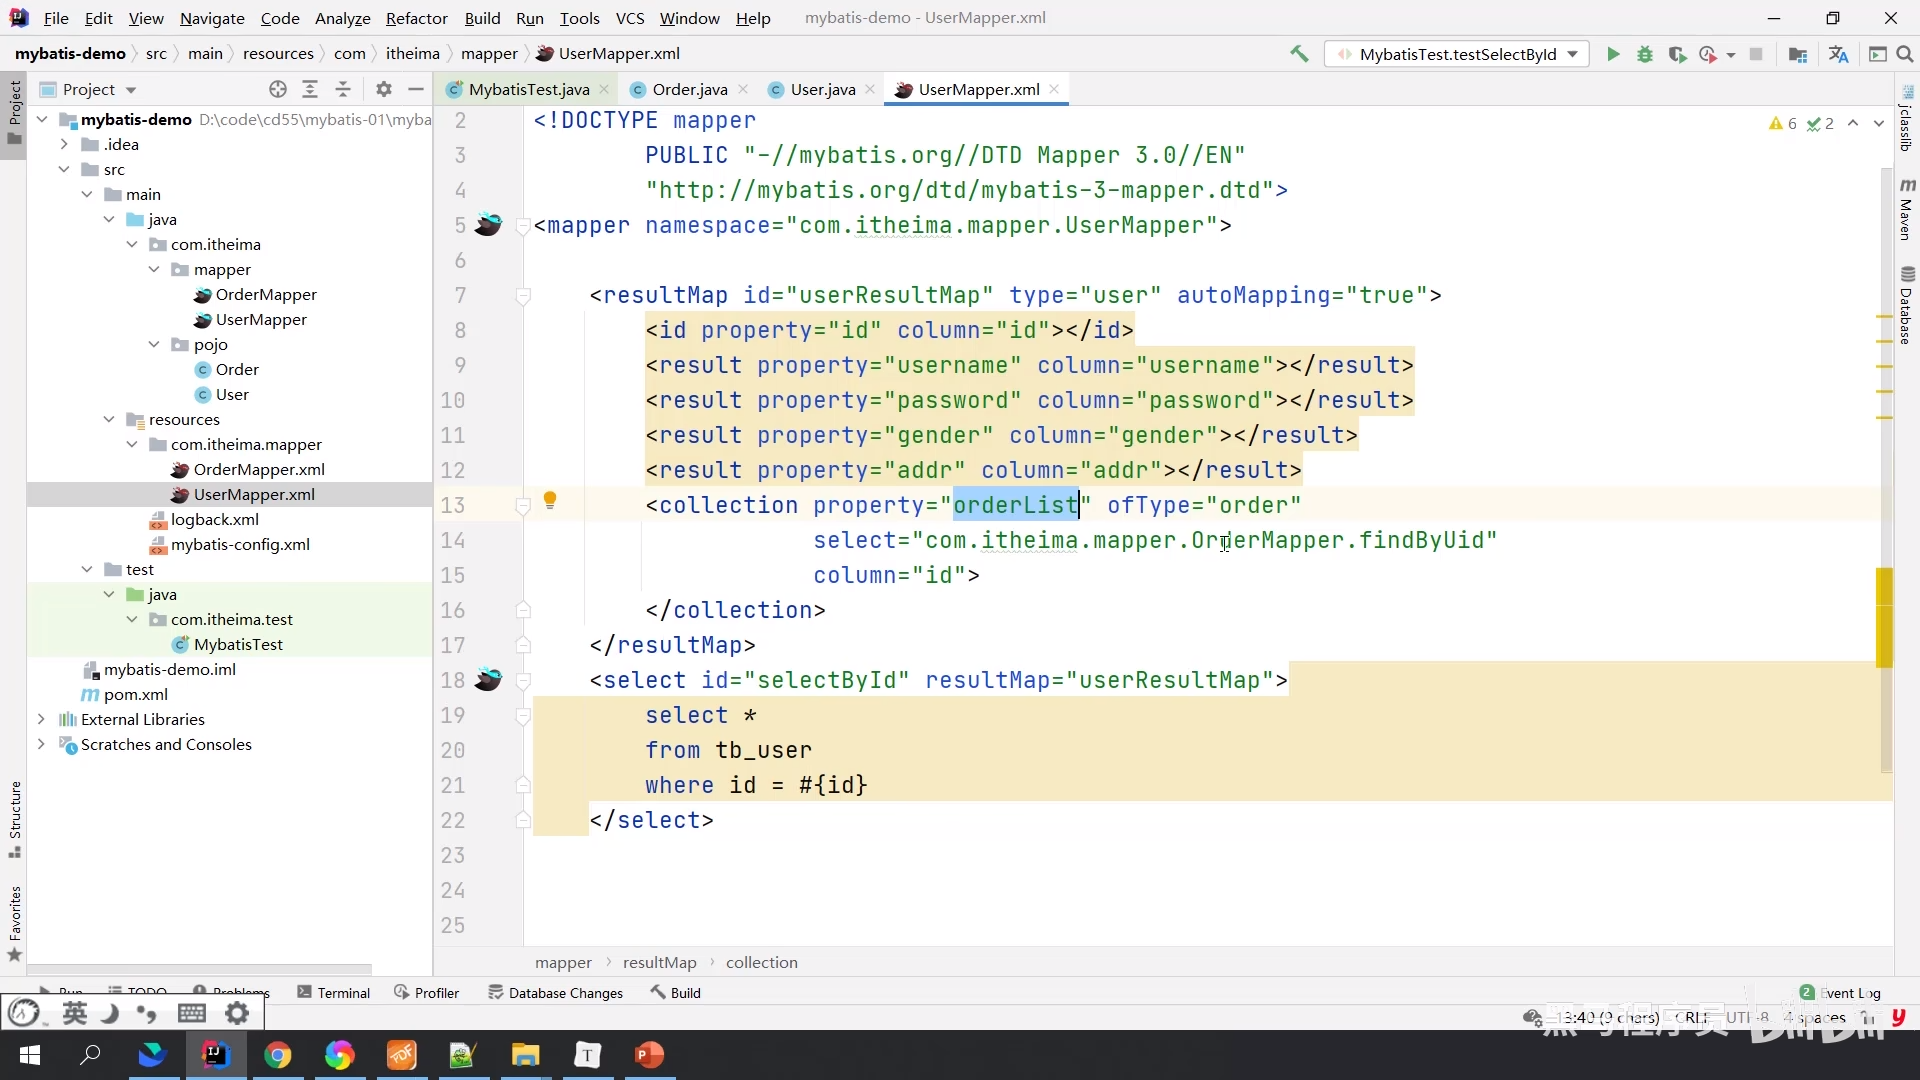 File Edit View Navigate Code Analyze Refactor Build Run Tools VCS Window Help mybatis-demo - UserMapper.xml
mybatis-demo src main resources com itheima mapper UserMapper.xml
MybatisTest.testSelectById
Project
MybatisTest.java
Order.java
User.java
UserMapper.xml
Project
Structure
Favorites
mybatis-demo D:\code\cd55\mybatis-01\myba
.idea
src
main
java
com.itheima
mapper
OrderMapper
UserMapper
pojo
Order
User
resources
com.itheima.mapper
OrderMapper.xml
UserMapper.xml
logback.xml
mybatis-config.xml
test
java
com.itheima.test
MybatisTest
mybatis-demo.iml
pom.xml
External Libraries
Scratches and Consoles
6 2
2 <!DOCTYPE mapper
3 PUBLIC "-//mybatis.org//DTD Mapper 3.0//EN"
4 "http://mybatis.org/dtd/mybatis-3-mapper.dtd">
5 <mapper namespace="com.itheima.mapper.UserMapper">
6
7 <resultMap id="userResultMap" type="user" autoMapping="true">
8 <id property="id" column="id"></id>
9 <result property="username" column="username"></result>
10 <result property="password" column="password"></result>
11 <result property="gender" column="gender"></result>
12 <result property="addr" column="addr"></result>
13 <collection property="orderList" ofType="order"
14 select="com.itheima.mapper.OrderMapper.findByUid"
15 column="id">
16 </collection>
17 </resultMap>
18 <select id="selectById" resultMap="userResultMap">
19 select *
20 from tb_user
21 where id = #{id}
22 </select>
23
24
25
mapper resultMap collection
jclasslib
Maven
Database
Run TODO Problems Terminal Profiler Database Changes Build
2 Event Log
英
13:40 (9 chars) CRLF UTF-8 4 spaces
黑马程序员
bilibili